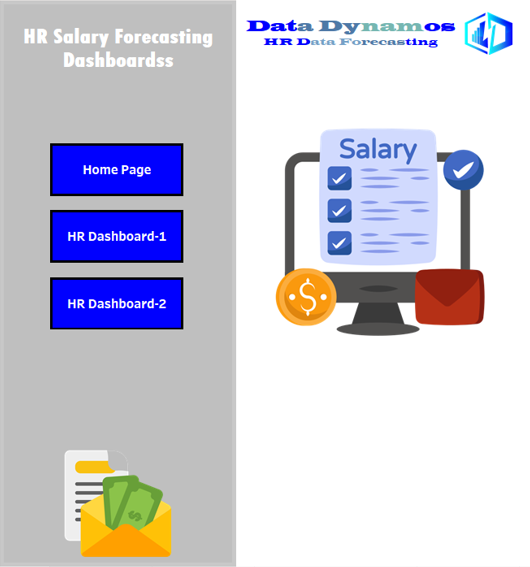 HR Salary Forecasting
Dashboardss
Home Page
HR Dashboard-1
HR Dashboard-2
Data Dynamos
HR Data Forecasting
Salary
$
$